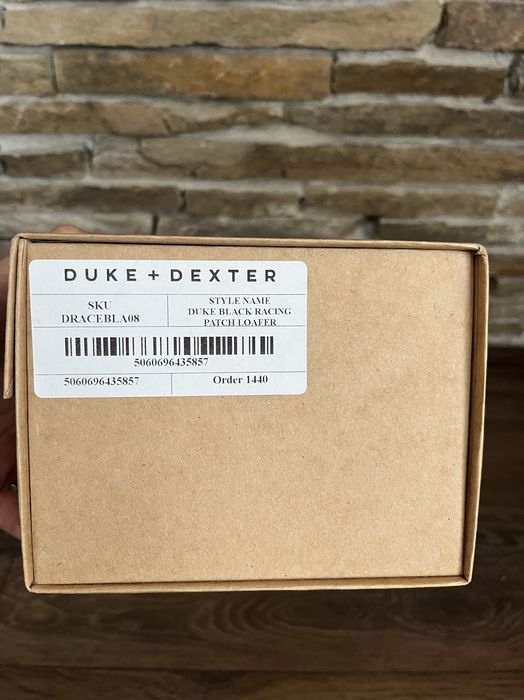 DUKE + DEXTER
SKU
DRACEBLA08
STYLE NAME
DUKE BLACK RACING
PATCH LOAFER
5060696435857
5060696435857
Order 1440